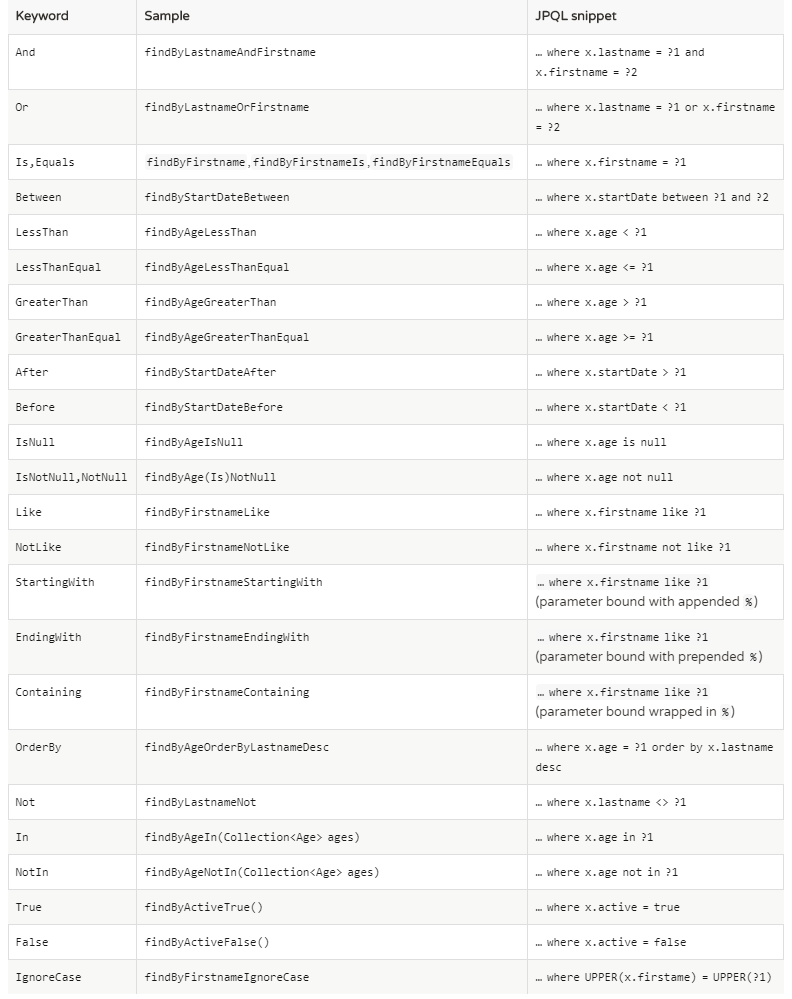 Keyword Sample JPQL snippet
And findByLastnameAndFirstname … where x.lastname = ?1 and
x.firstname = ?2
Or findByLastnameOrFirstname … where x.lastname = ?1 or x.firstname
= ?2
Is,Equals findByFirstname,findByFirstnameIs,findByFirstnameEquals … where x.firstname = ?1
Between findByStartDateBetween … where x.startDate between ?1 and ?2
LessThan findByAgeLessThan … where x.age < ?1
LessThanEqual findByAgeLessThanEqual … where x.age <= ?1
GreaterThan findByAgeGreaterThan … where x.age > ?1
GreaterThanEqual findByAgeGreaterThanEqual … where x.age >= ?1
After findByStartDateAfter … where x.startDate > ?1
Before findByStartDateBefore … where x.startDate < ?1
IsNull findByAgeIsNull … where x.age is null
IsNotNull,NotNull findByAge(Is)NotNull … where x.age not null
Like findByFirstnameLike … where x.firstname like ?1
NotLike findByFirstnameNotLike … where x.firstname not like ?1
StartingWith findByFirstnameStartingWith … where x.firstname like ?1
(parameter bound with appended %)
EndingWith findByFirstnameEndingWith … where x.firstname like ?1
(parameter bound with prepended %)
Containing findByFirstnameContaining … where x.firstname like ?1
(parameter bound wrapped in %)
OrderBy findByAgeOrderByLastnameDesc … where x.age = ?1 order by x.lastname
desc
Not findByLastnameNot … where x.lastname <> ?1
In findByAgeIn(Collection<Age> ages) … where x.age in ?1
NotIn findByAgeNotIn(Collection<Age> ages) … where x.age not in ?1
True findByActiveTrue() … where x.active = true
False findByActiveFalse() … where x.active = false
IgnoreCase findByFirstnameIgnoreCase … where UPPER(x.firstame) = UPPER(?1)